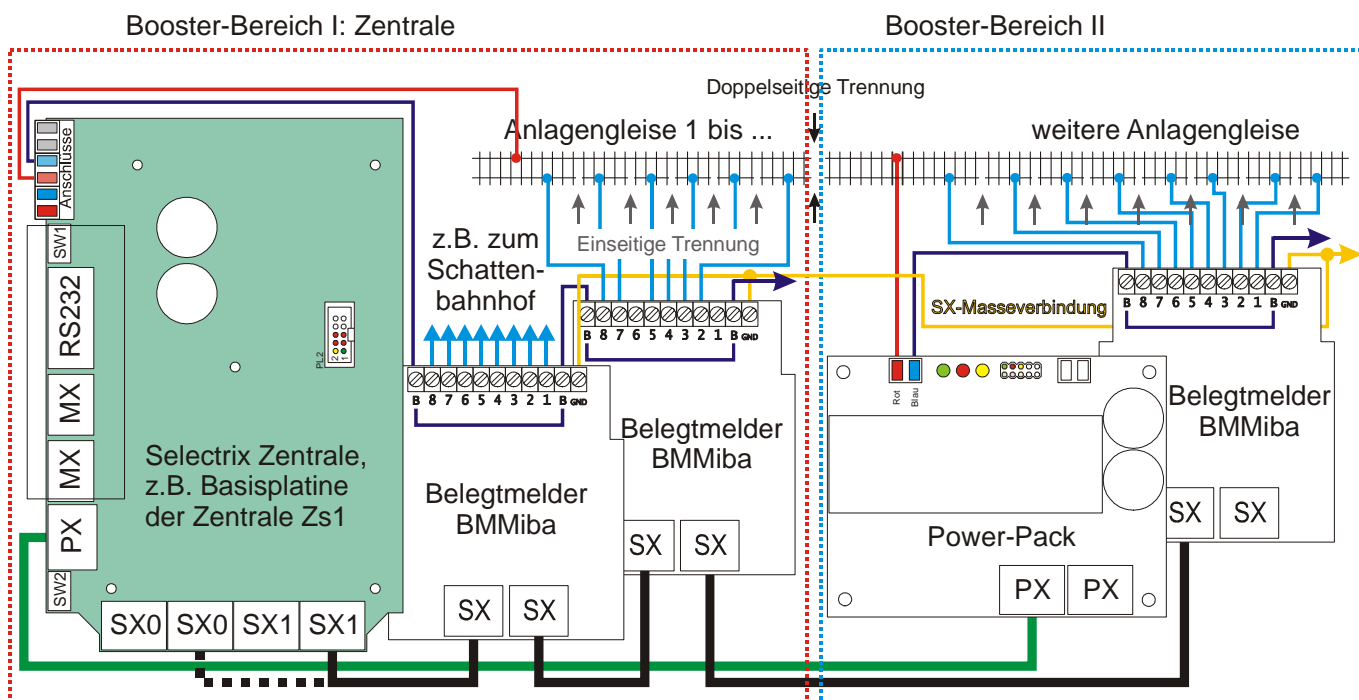 Booster-Bereich I: Zentrale
Booster-Bereich II
Doppelseitige Trennung
Anlagengleise 1 bis ...
weitere Anlagengleise
Anschlüsse
SW1
RS232
MX
MX
PX
SW2
PL2
2 1
Selectrix Zentrale,
z.B. Basisplatine
der Zentrale Zs1
SX0
SX0
SX1
SX1
z.B. zum
Schatten-
bahnhof
Einseitige Trennung
B 8 7 6 5 4 3 2 1 B GND
Belegtmelder
BMMiba
SX
SX
B 8 7 6 5 4 3 2 1 B GND
Belegtmelder
BMMiba
SX
SX
SX-Masseverbindung
Rot
Blau
Power-Pack
PX
PX
B 8 7 6 5 4 3 2 1 B GND
Belegtmelder
BMMiba
SX
SX